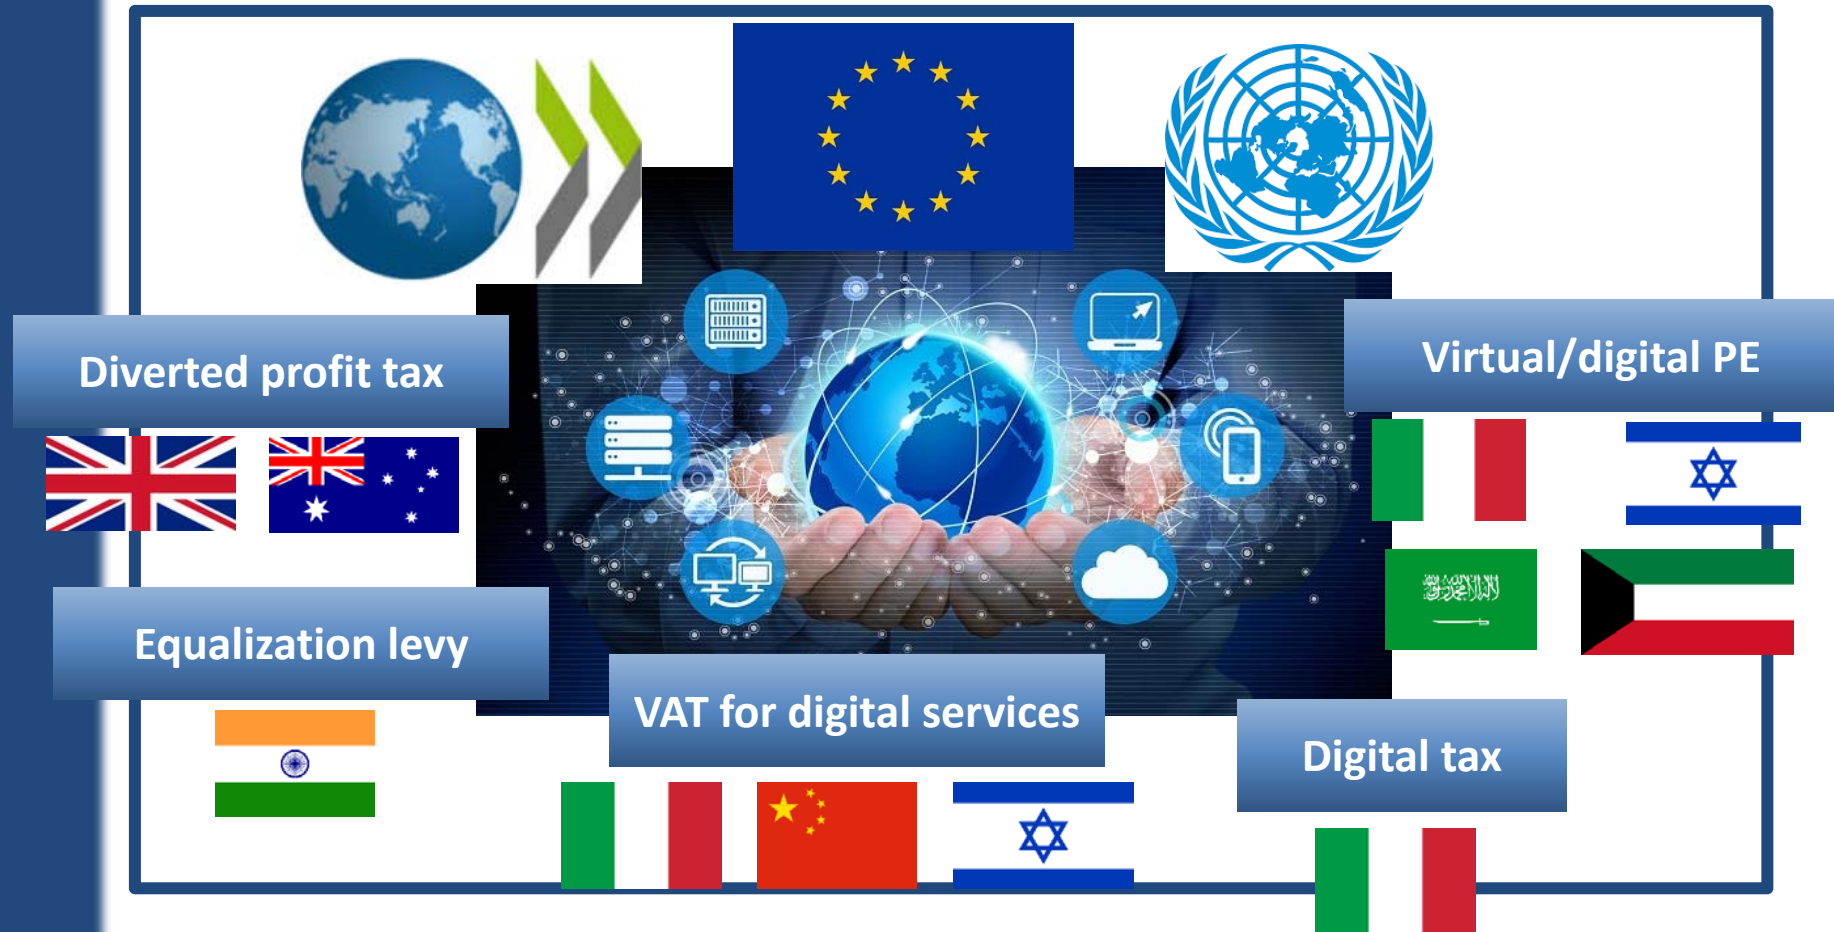 Diverted profit tax
Virtual/digital PE
Equalization levy
VAT for digital services
Digital tax